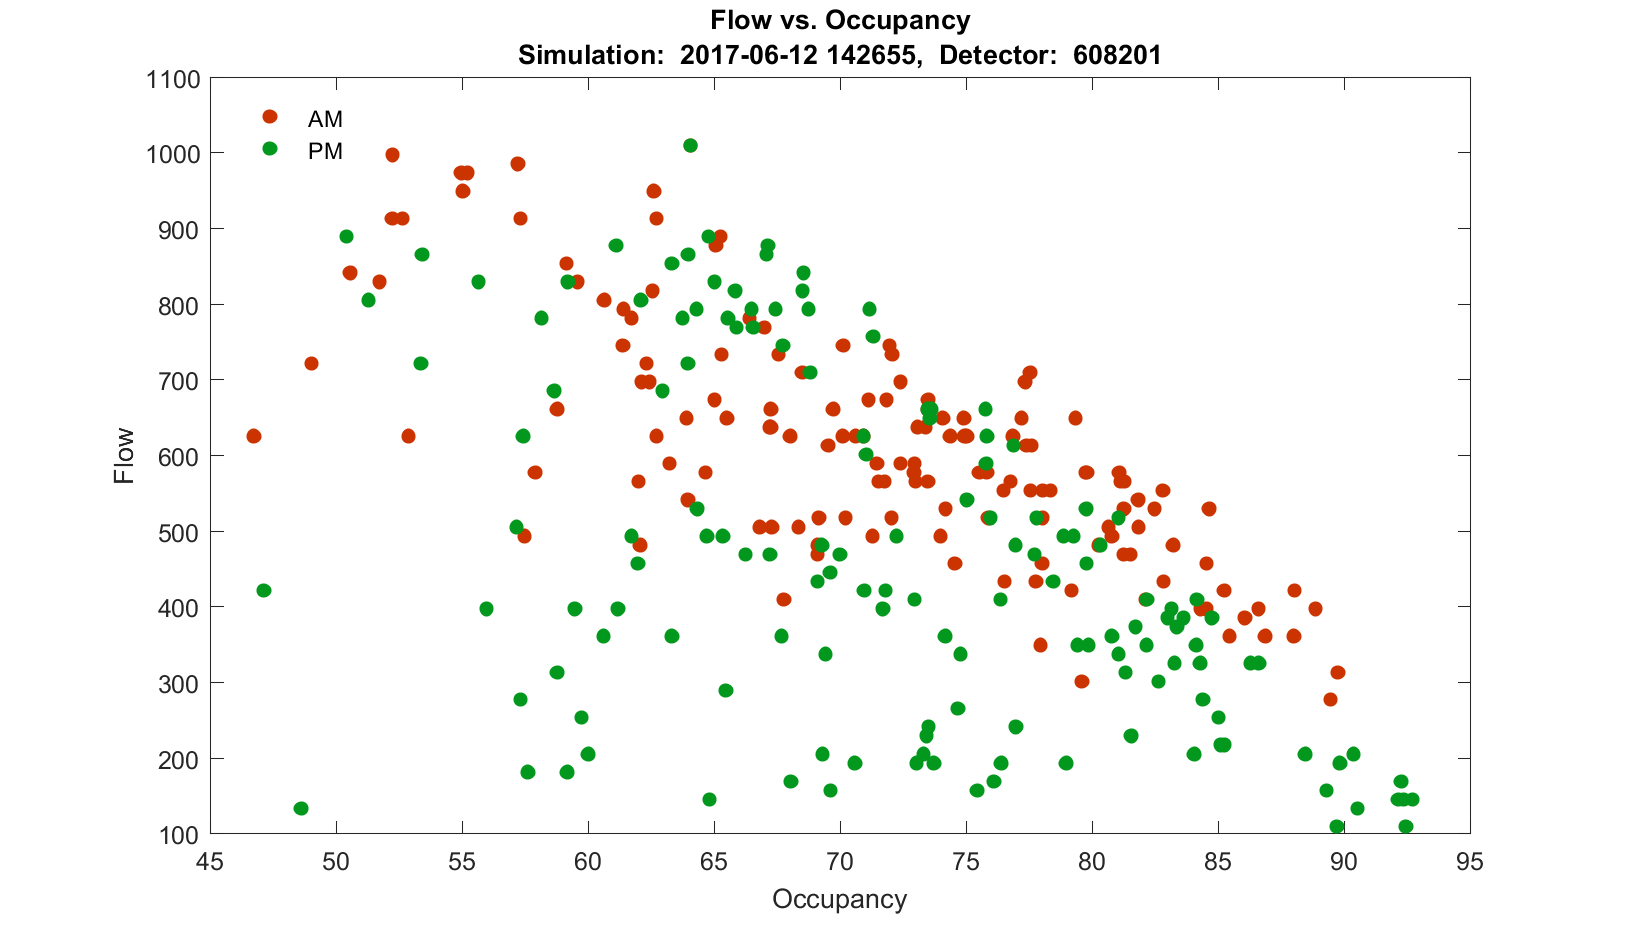 Flow vs. Occupancy
Simulation:  2017-06-12 142655,  Detector:  608201
1100
1000
900
800
700
600
500
400
300
200
100
AM
PM
Flow
45 50 55 60 65 70 75 80 85 90 95
Occupancy